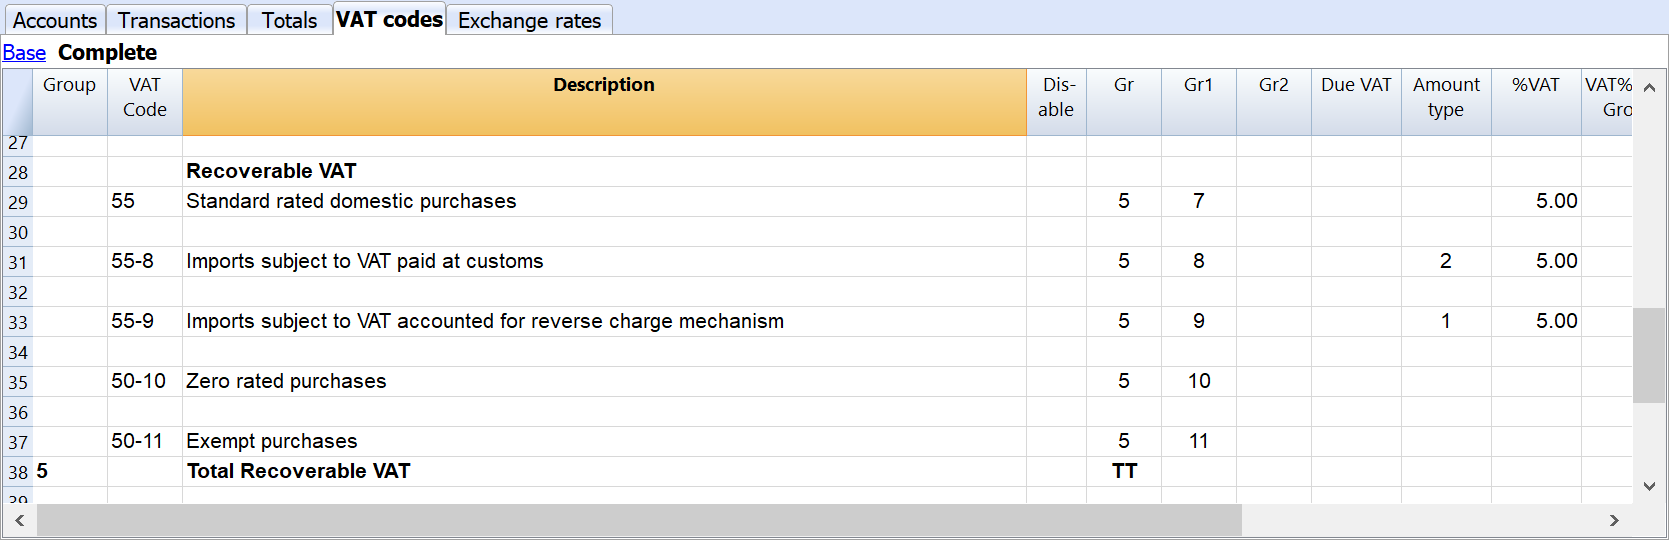 Accounts Transactions Totals VAT codes Exchange rates
Base Complete
Group VAT Code Description Dis-able Gr Gr1 Gr2 Due VAT Amount type %VAT VAT% Gro
27
28 Recoverable VAT
29 55 Standard rated domestic purchases 5 7 5.00
30
31 55-8 Imports subject to VAT paid at customs 5 8 2 5.00
32
33 55-9 Imports subject to VAT accounted for reverse charge mechanism 5 9 1 5.00
34
35 50-10 Zero rated purchases 5 10
36
37 50-11 Exempt purchases 5 11
38 5 Total Recoverable VAT TT